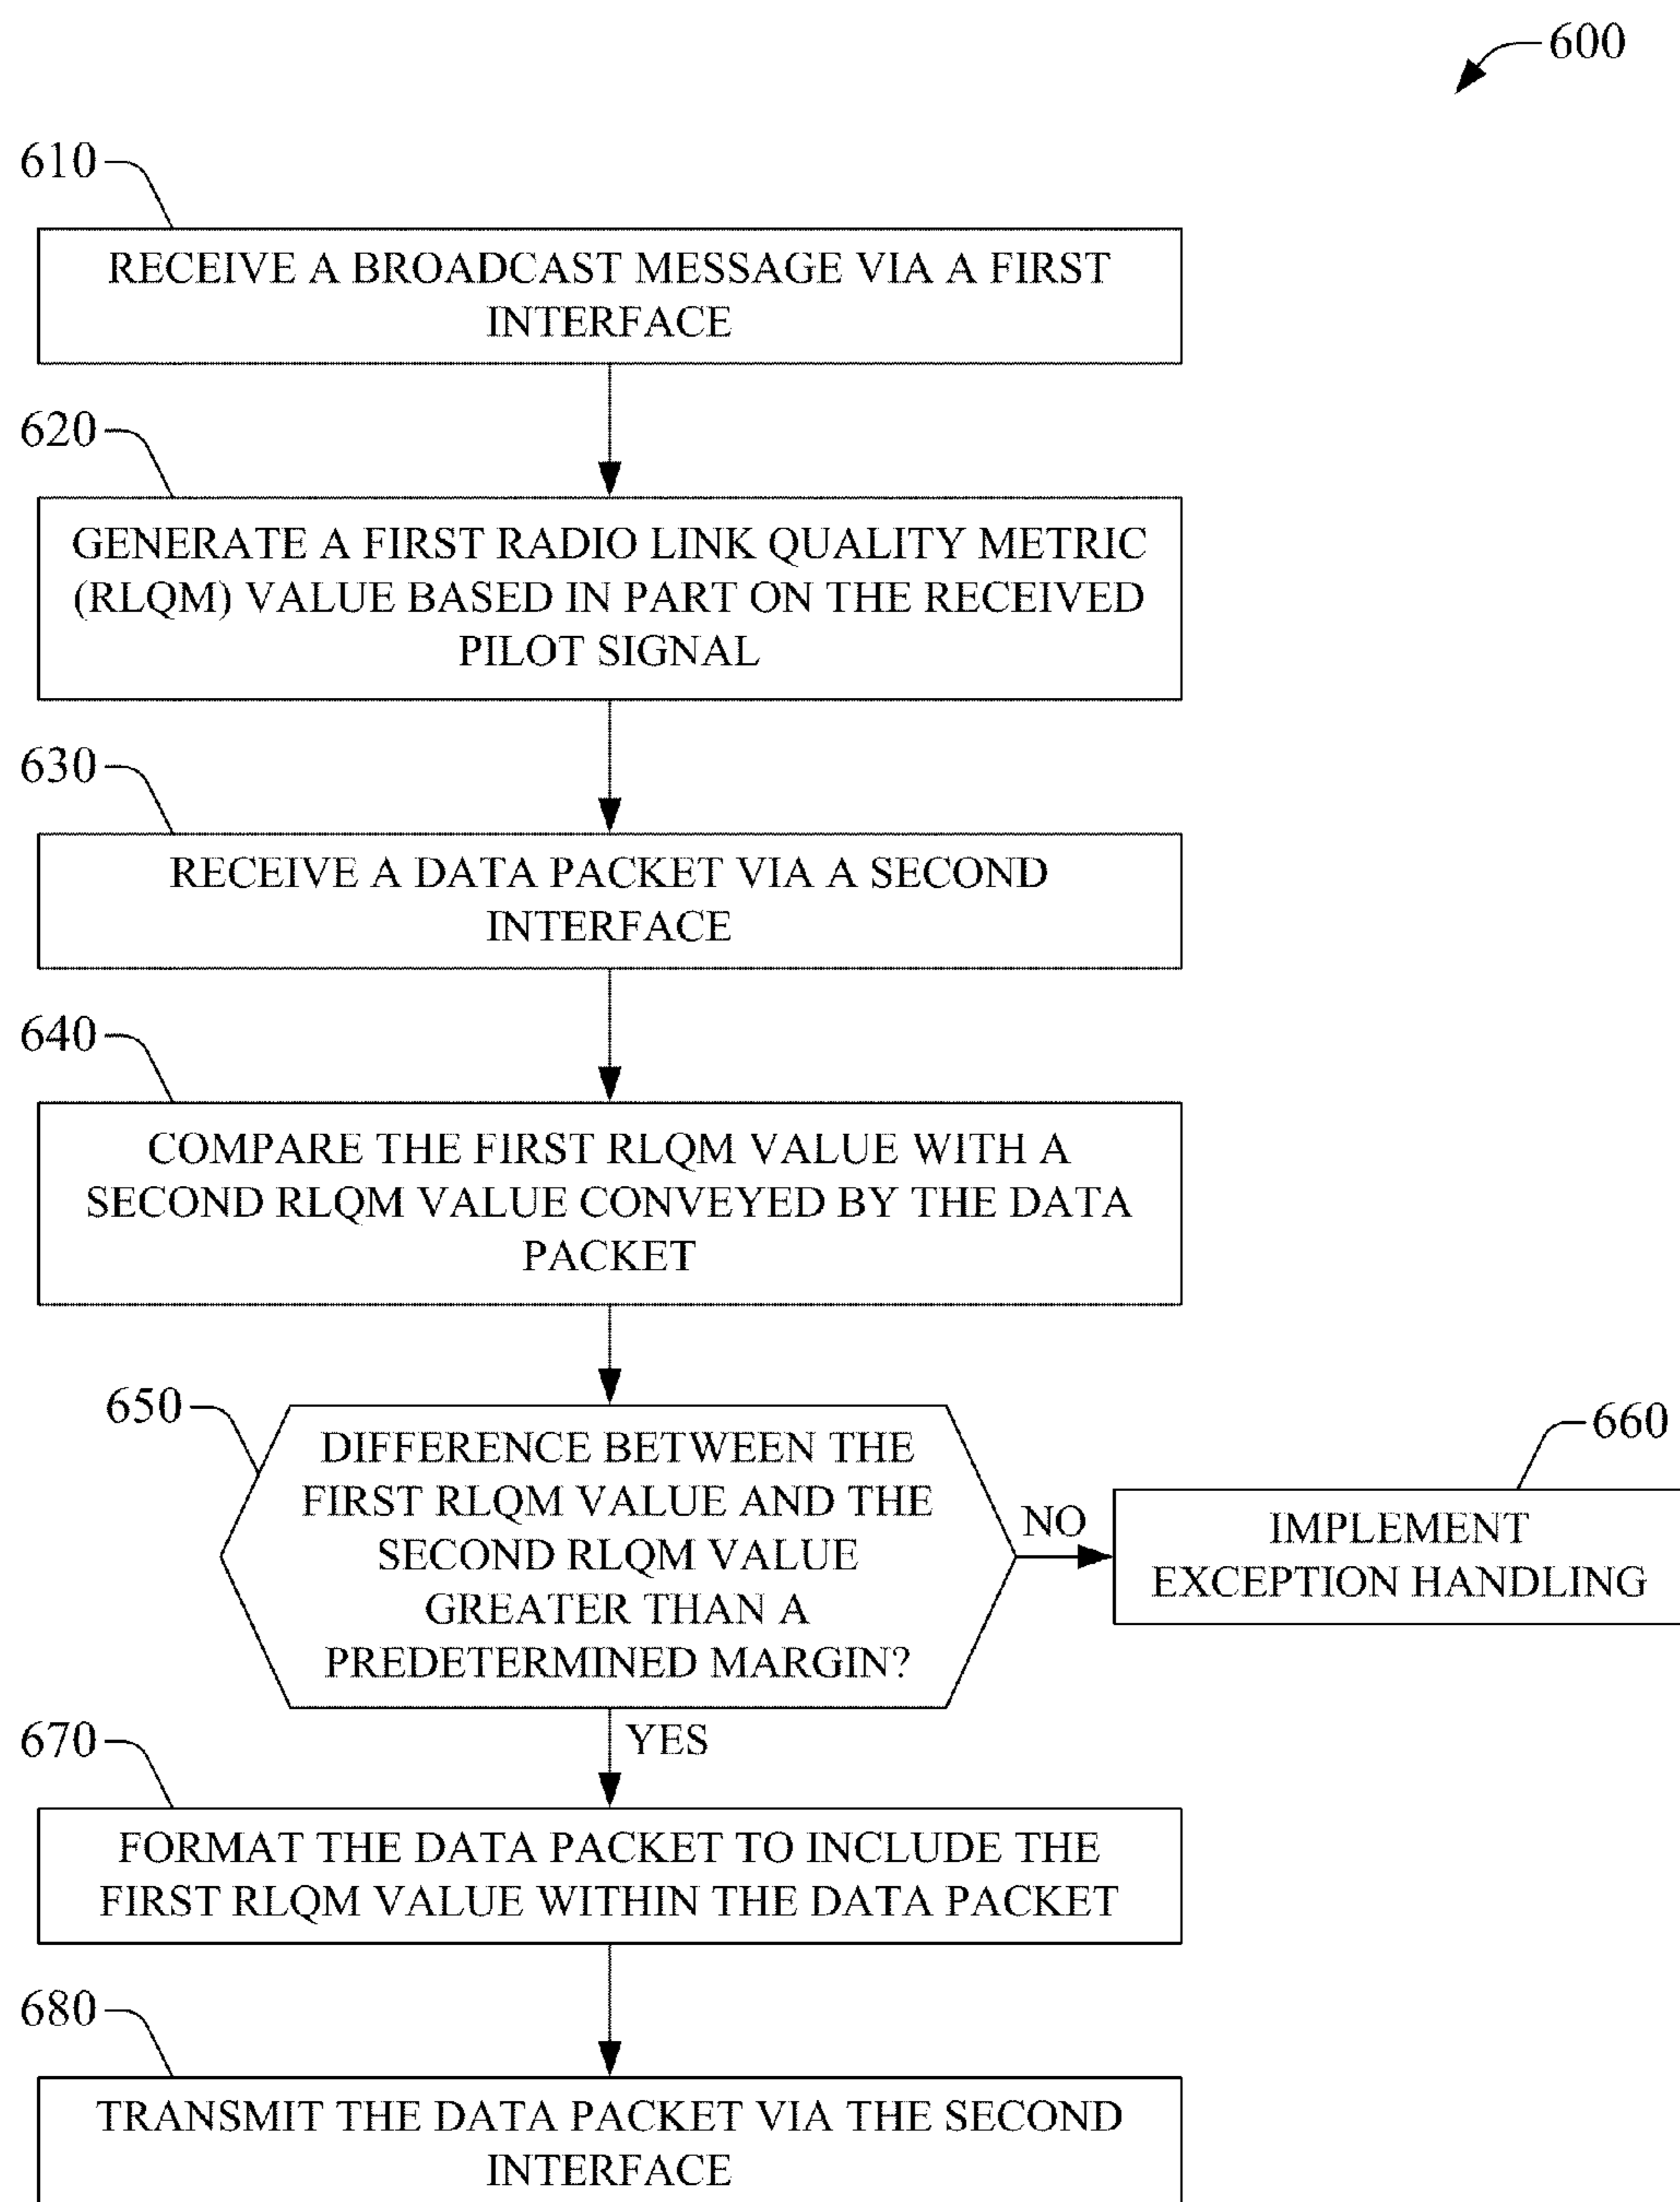 600
610
RECEIVE A BROADCAST MESSAGE VIA A FIRST
INTERFACE
620
GENERATE A FIRST RADIO LINK QUALITY METRIC
(RLQM) VALUE BASED IN PART ON THE RECEIVED
PILOT SIGNAL
630
RECEIVE A DATA PACKET VIA A SECOND
INTERFACE
640
COMPARE THE FIRST RLQM VALUE WITH A
SECOND RLQM VALUE CONVEYED BY THE DATA
PACKET
650
DIFFERENCE BETWEEN THE
FIRST RLQM VALUE AND THE
SECOND RLQM VALUE
GREATER THAN A
PREDETERMINED MARGIN?
NO
660
IMPLEMENT
EXCEPTION HANDLING
YES
670
FORMAT THE DATA PACKET TO INCLUDE THE
FIRST RLQM VALUE WITHIN THE DATA PACKET
680
TRANSMIT THE DATA PACKET VIA THE SECOND
INTERFACE